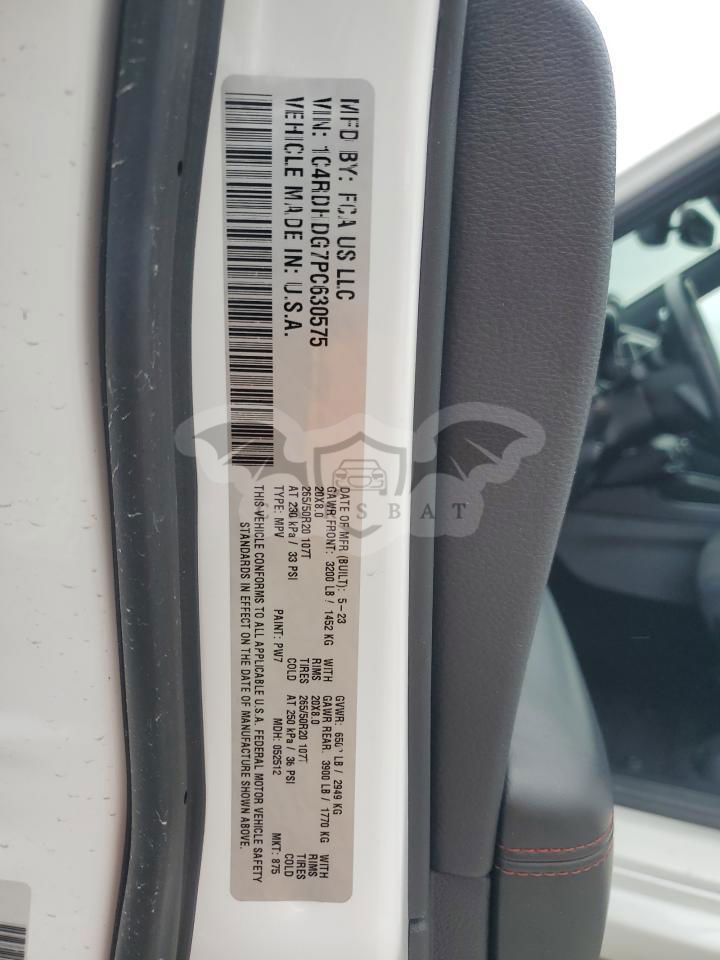 MFD BY: FCA US LLC
VIN: 1C4RDHDG7PC630575
VEHICLE MADE IN: U.S.A.
DATE OF MFR (BUILT): 5-23 GVWR: LB / 2949 KG
GAWR FRONT: 3200 LB / 1452 KG WITH GAWR REAR: 3900 LB / 1770 KG WITH
20X8.0 RIMS 20X8.0 RIMS
265/50R20 107T TIRES 265/50R20 107T TIRES
AT 230 kPa / 33 PSI COLD AT 250 kPa / 36 PSI COLD
TYPE: MPV PAINT: PW7 MDH: 052512 MKT: 875
THIS VEHICLE CONFORMS TO ALL APPLICABLE U.S.A. FEDERAL MOTOR VEHICLE SAFETY
STANDARDS IN EFFECT ON THE DATE OF MANUFACTURE SHOWN ABOVE.
SBAT